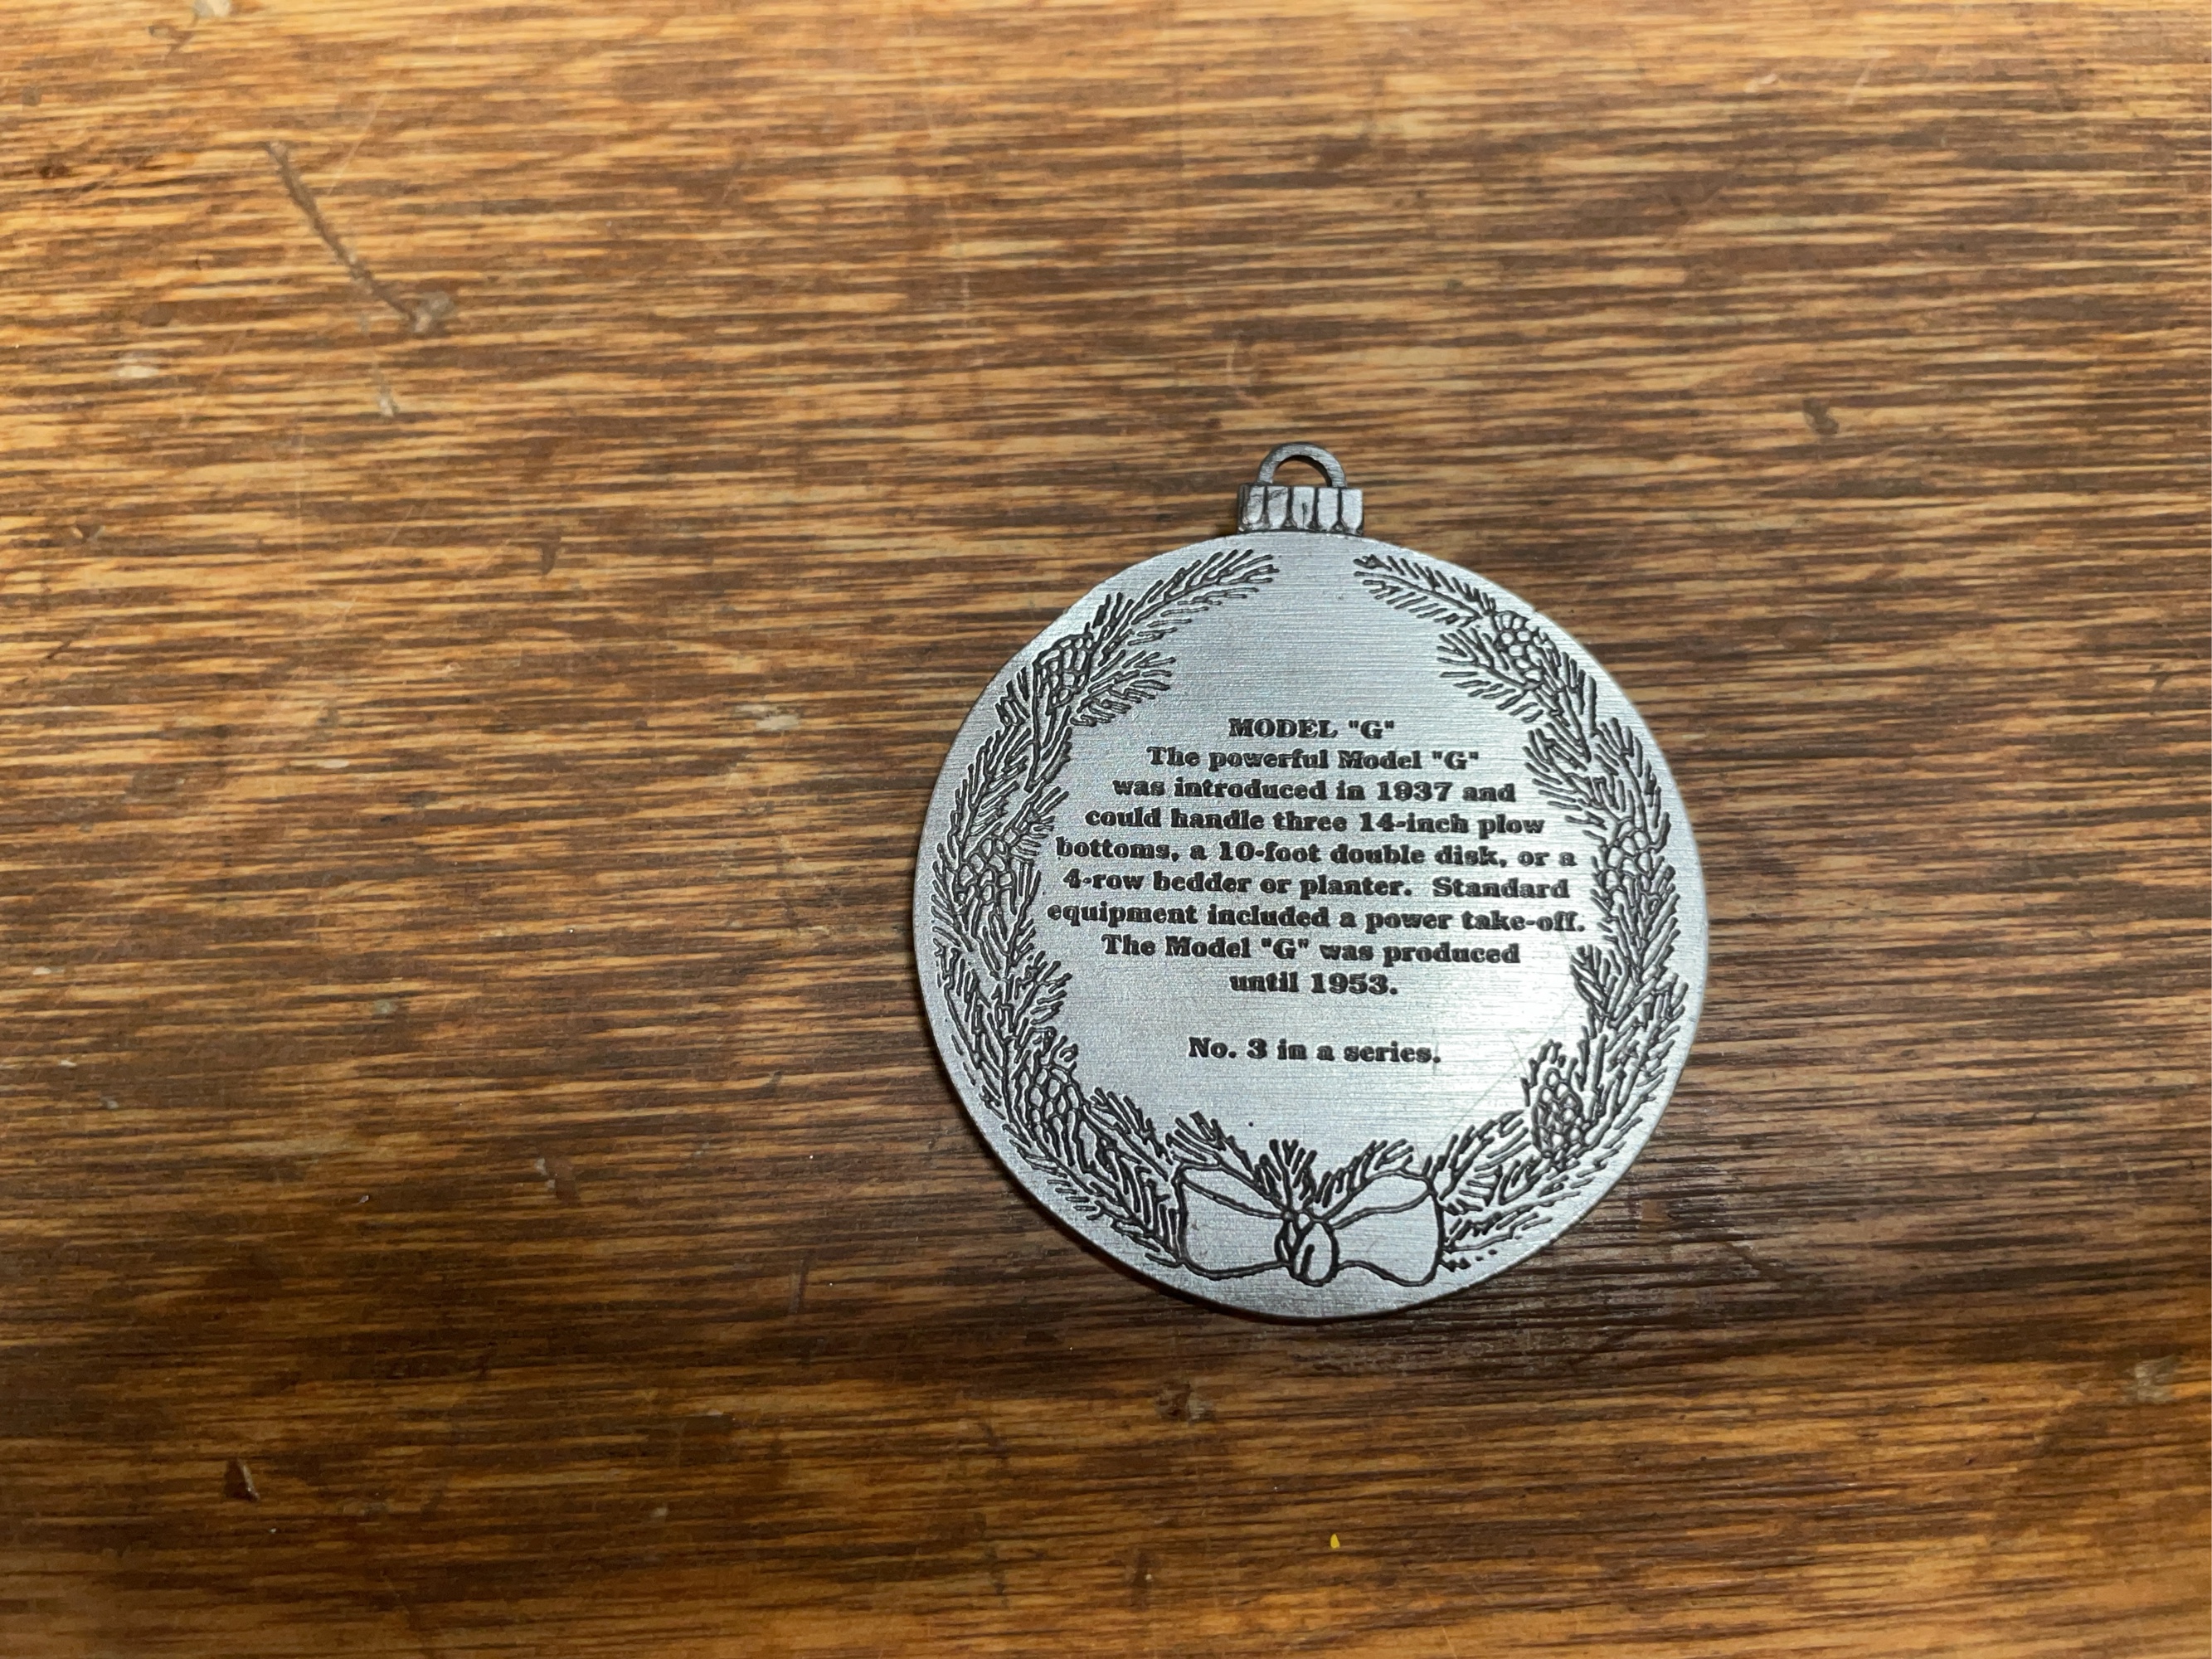 MODEL "G"
The powerful Model "G"
was introduced in 1937 and
could handle three 14-inch plow
bottoms, a 10-foot double disk, or a
4-row bedder or planter. Standard
equipment included a power take-off.
The Model "G" was produced
until 1953.
No. 3 in a series.